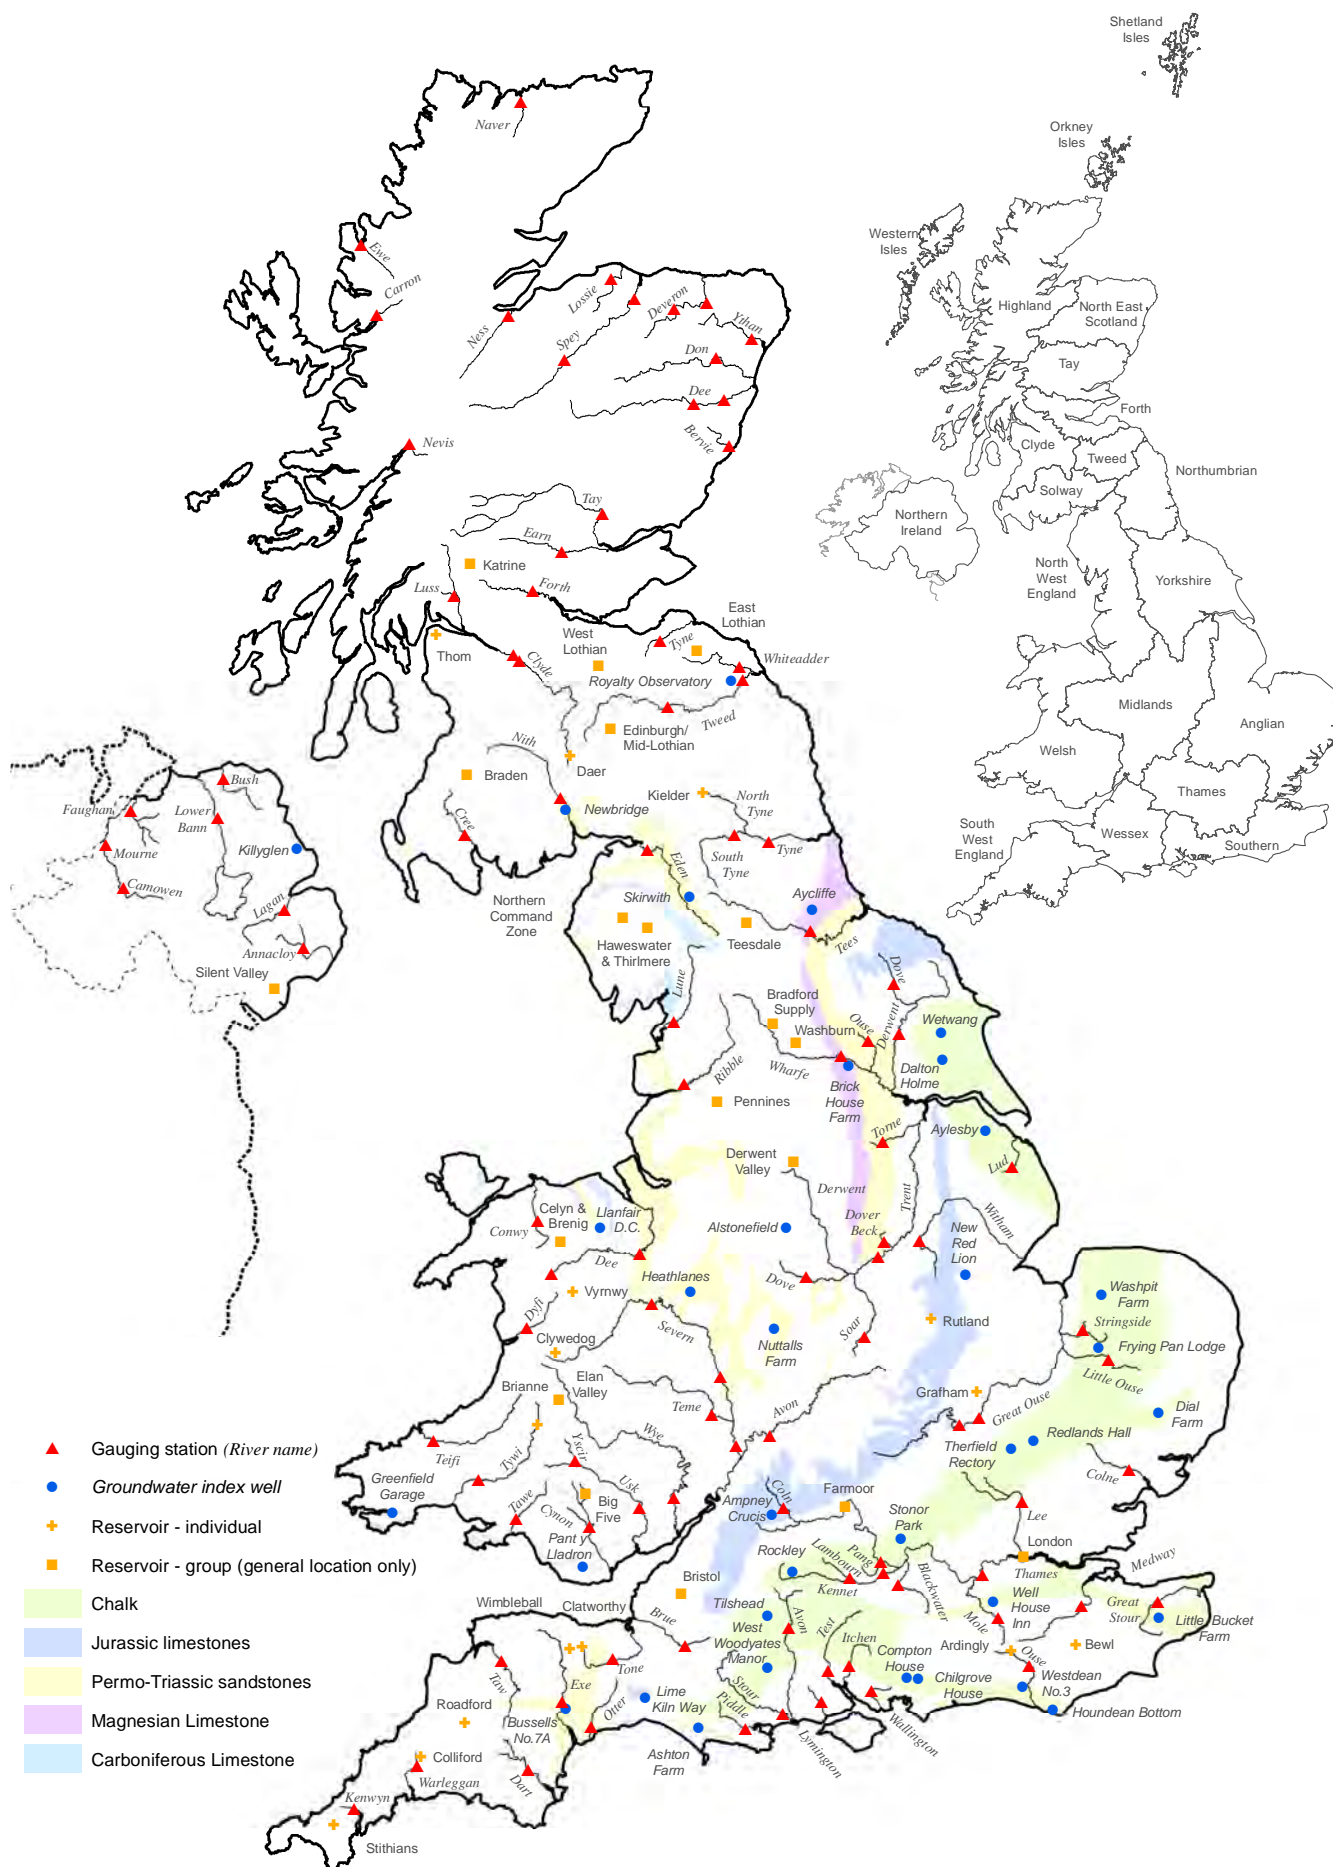 Shetland
Isles
Orkney
Isles
Western
Isles
Highland
North East
Scotland
Tay
Forth
Clyde
Tweed
Northumbrian
Solway
Northern
Ireland
North
West
England
Yorkshire
Midlands
Anglian
Welsh
Thames
South
West
England
Wessex
Southern
Naver
Ewe
Carron
Ness
Lossie
Spey
Deveron
Ythan
Don
Dee
Bervie
Nevis
Tay
Earn
Katrine
Luss
Forth
East
Lothian
West
Lothian
Tyne
Thom
Clyde
Whiteadder
Royalty Observatory
Tweed
Edinburgh/
Mid-Lothian
Nith
Daer
Braden
Kielder
North
Tyne
Newbridge
Cree
South
Tyne
Tyne
Eden
Bush
Faughan
Lower
Bann
Mourne
Killyglen
Camowen
Lagan
Annacloy
Silent Valley
Northern
Command
Zone
Skirwith
Aycliffe
Haweswater
& Thirlmere
Teesdale
Tees
Lune
Dove
Bradford
Supply
Washburn
Ouse
Derwent
Wetwang
Dalton
Holme
Ribble
Wharfe
Brick
House
Farm
Pennines
Torne
Aylesby
Lud
Derwent
Valley
Derwent
Trent
Witham
Celyn &
Brenig
Llanfair
D.C.
Conwy
Alstonefield
Dover
Beck
New
Red
Lion
Dee
Heathlanes
Dove
Vyrnwy
Washpit
Farm
Dyfi
Clywedog
Severn
Nuttalls
Farm
Soar
Rutland
Stringside
Frying Pan Lodge
Little Ouse
Brianne
Elan
Valley
Teme
Avon
Grafham
Great Ouse
Dial
Farm
Redlands Hall
Therfield
Rectory
Teifi
Tywi
Yscir
Wye
Colne
Greenfield
Garage
Tawe
Cynon
Big
Five
Usk
Pant y
Lladron
Ampney
Crucis
Coln
Farmoor
Stonor
Park
Lee
London
Rockley
Lambourn
Pang
Kennet
Blackwater
Thames
Medway
Bristol
Wimbleball
Clatworthy
Brue
Tilshead
West
Woodyates
Manor
Avon
Test
Itchen
Mole
Well
House
Inn
Great
Stour
Little Bucket
Farm
Ardingly
Bewl
Compton
House
Chilgrove
House
Ouse
Westdean
No.3
Houndean Bottom
Taw
Tone
Exe
Otter
Lime
Kiln Way
Stour
Piddle
Roadford
Bussells
No.7A
Ashton
Farm
Lymington
Wallington
Colliford
Warleggan
Dart
Kenwyn
Stithians
Gauging station (River name)
Groundwater index well
Reservoir - individual
Reservoir - group (general location only)
Chalk
Jurassic limestones
Permo-Triassic sandstones
Magnesian Limestone
Carboniferous Limestone